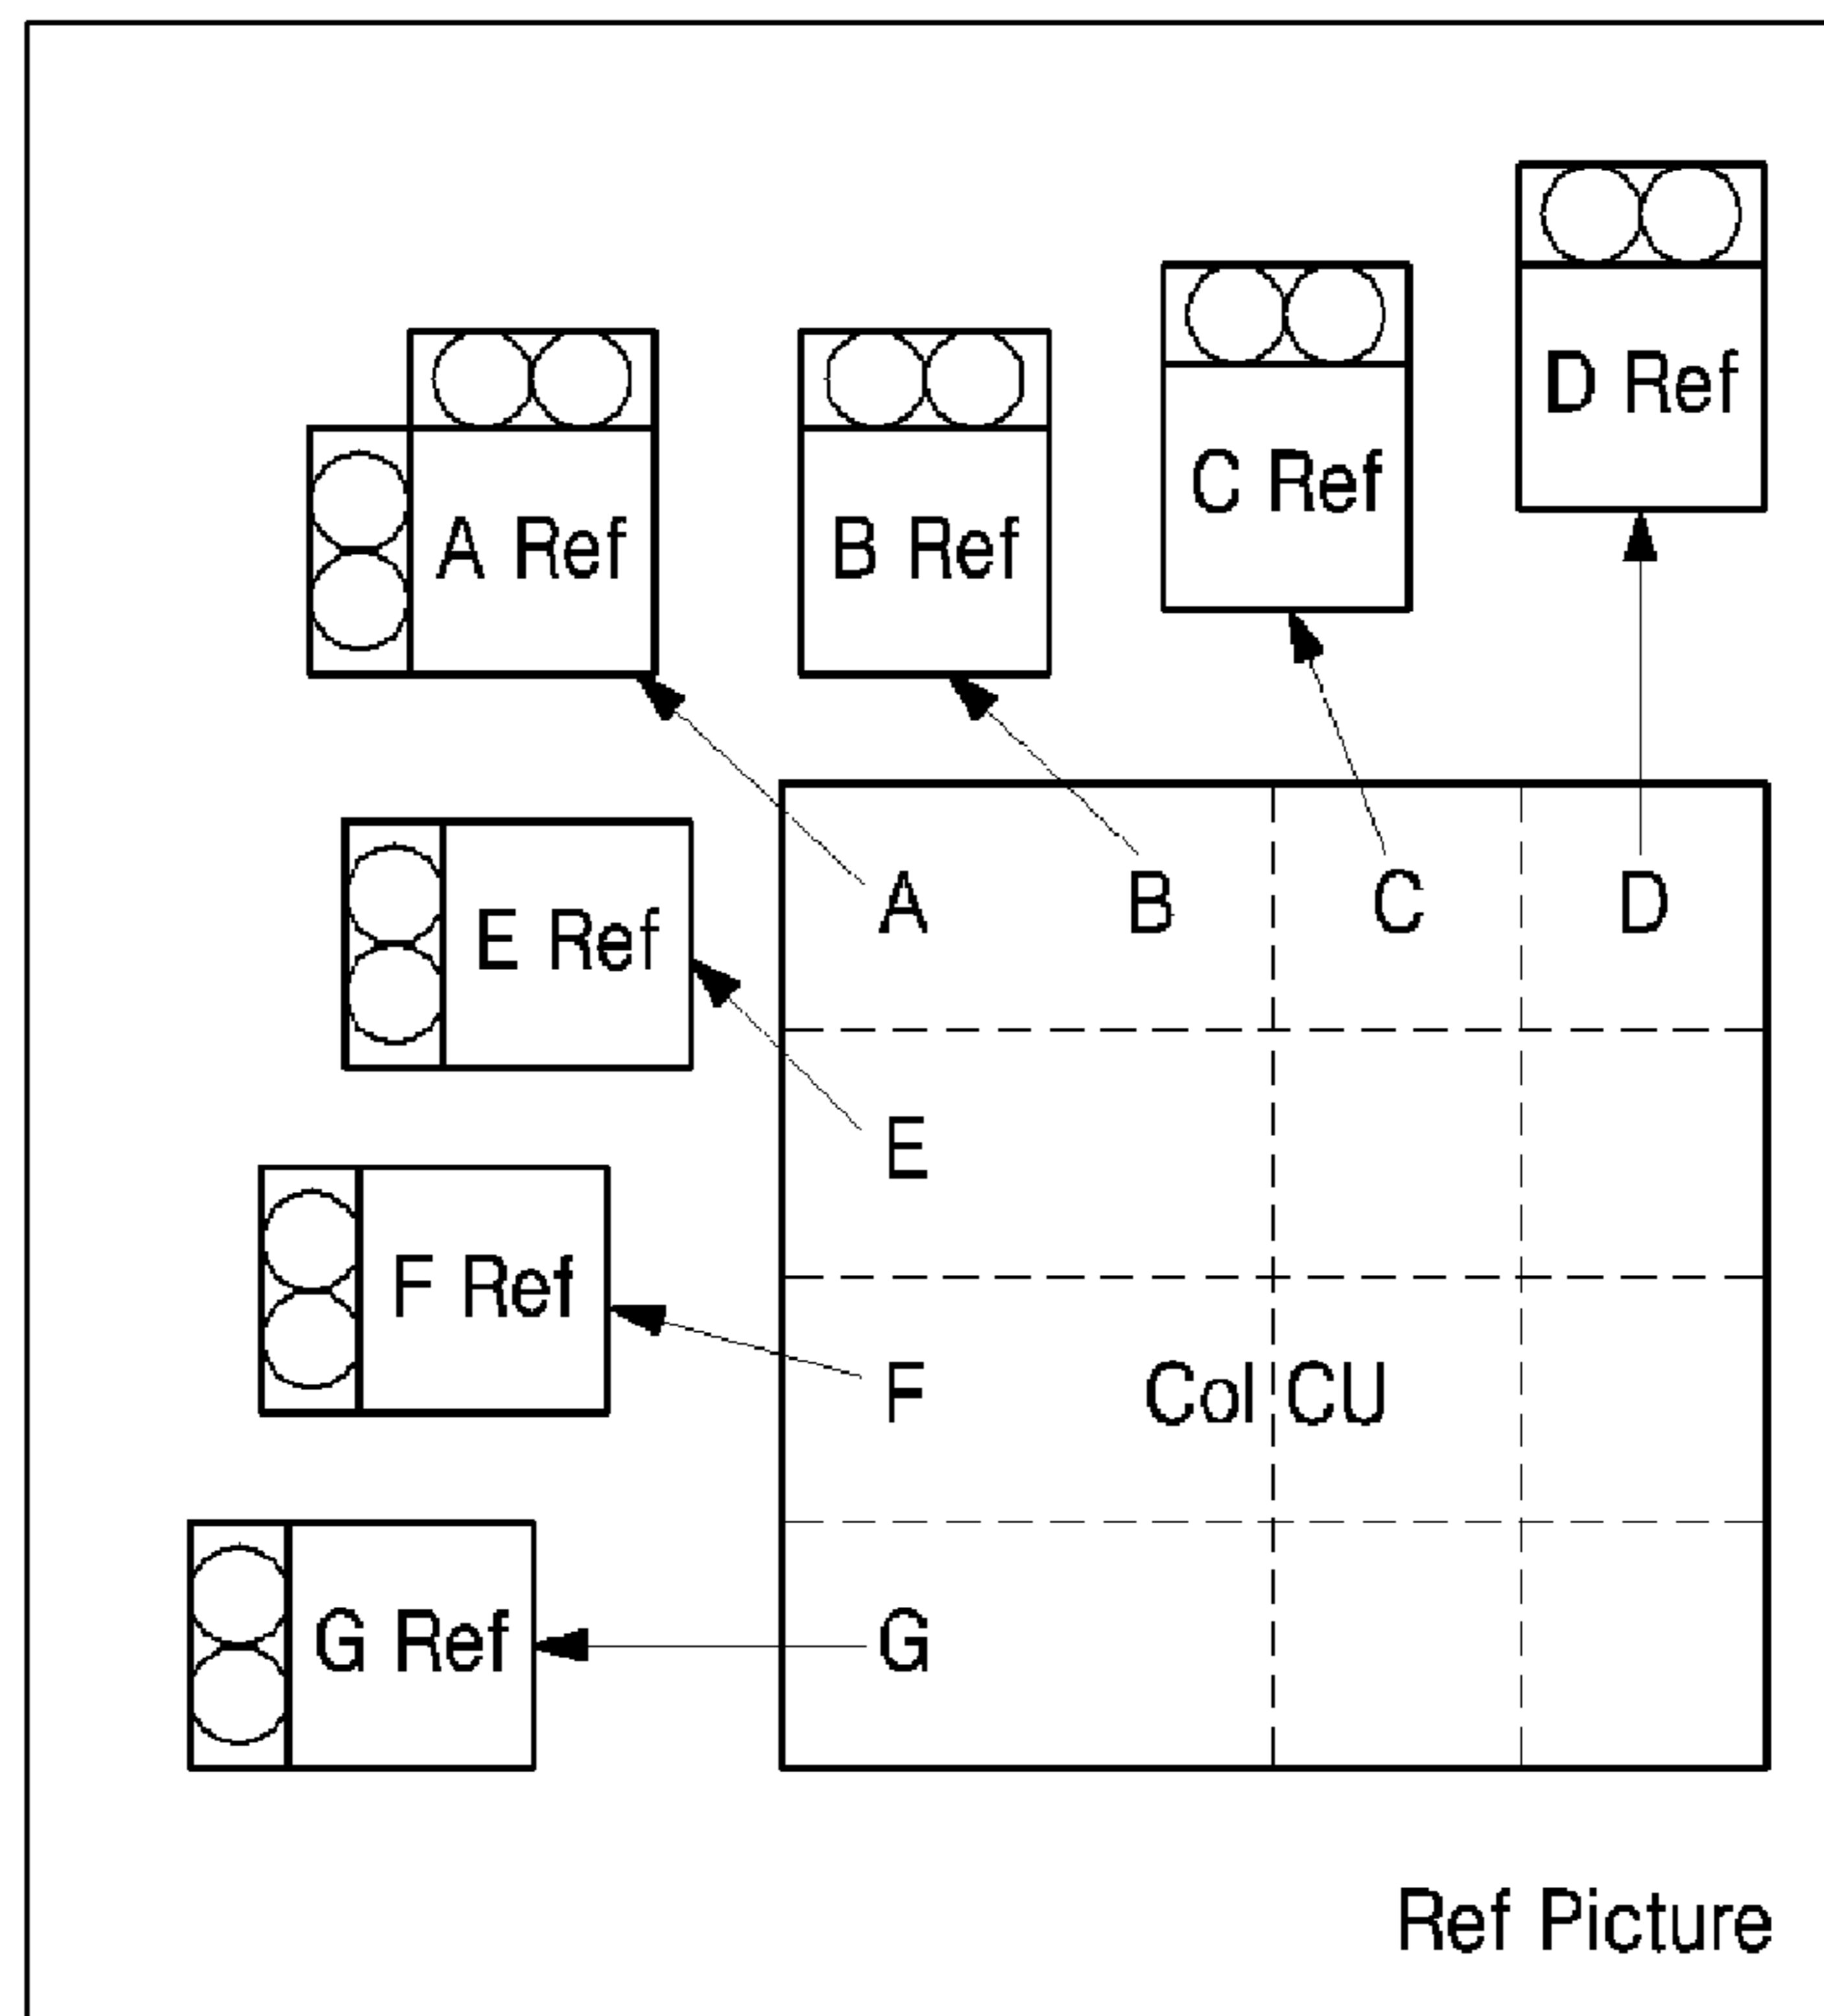 D Ref
C Ref
A Ref
B Ref
A B C D
E Ref
E
F Ref
F Col CU
G Ref
G
Ref Picture